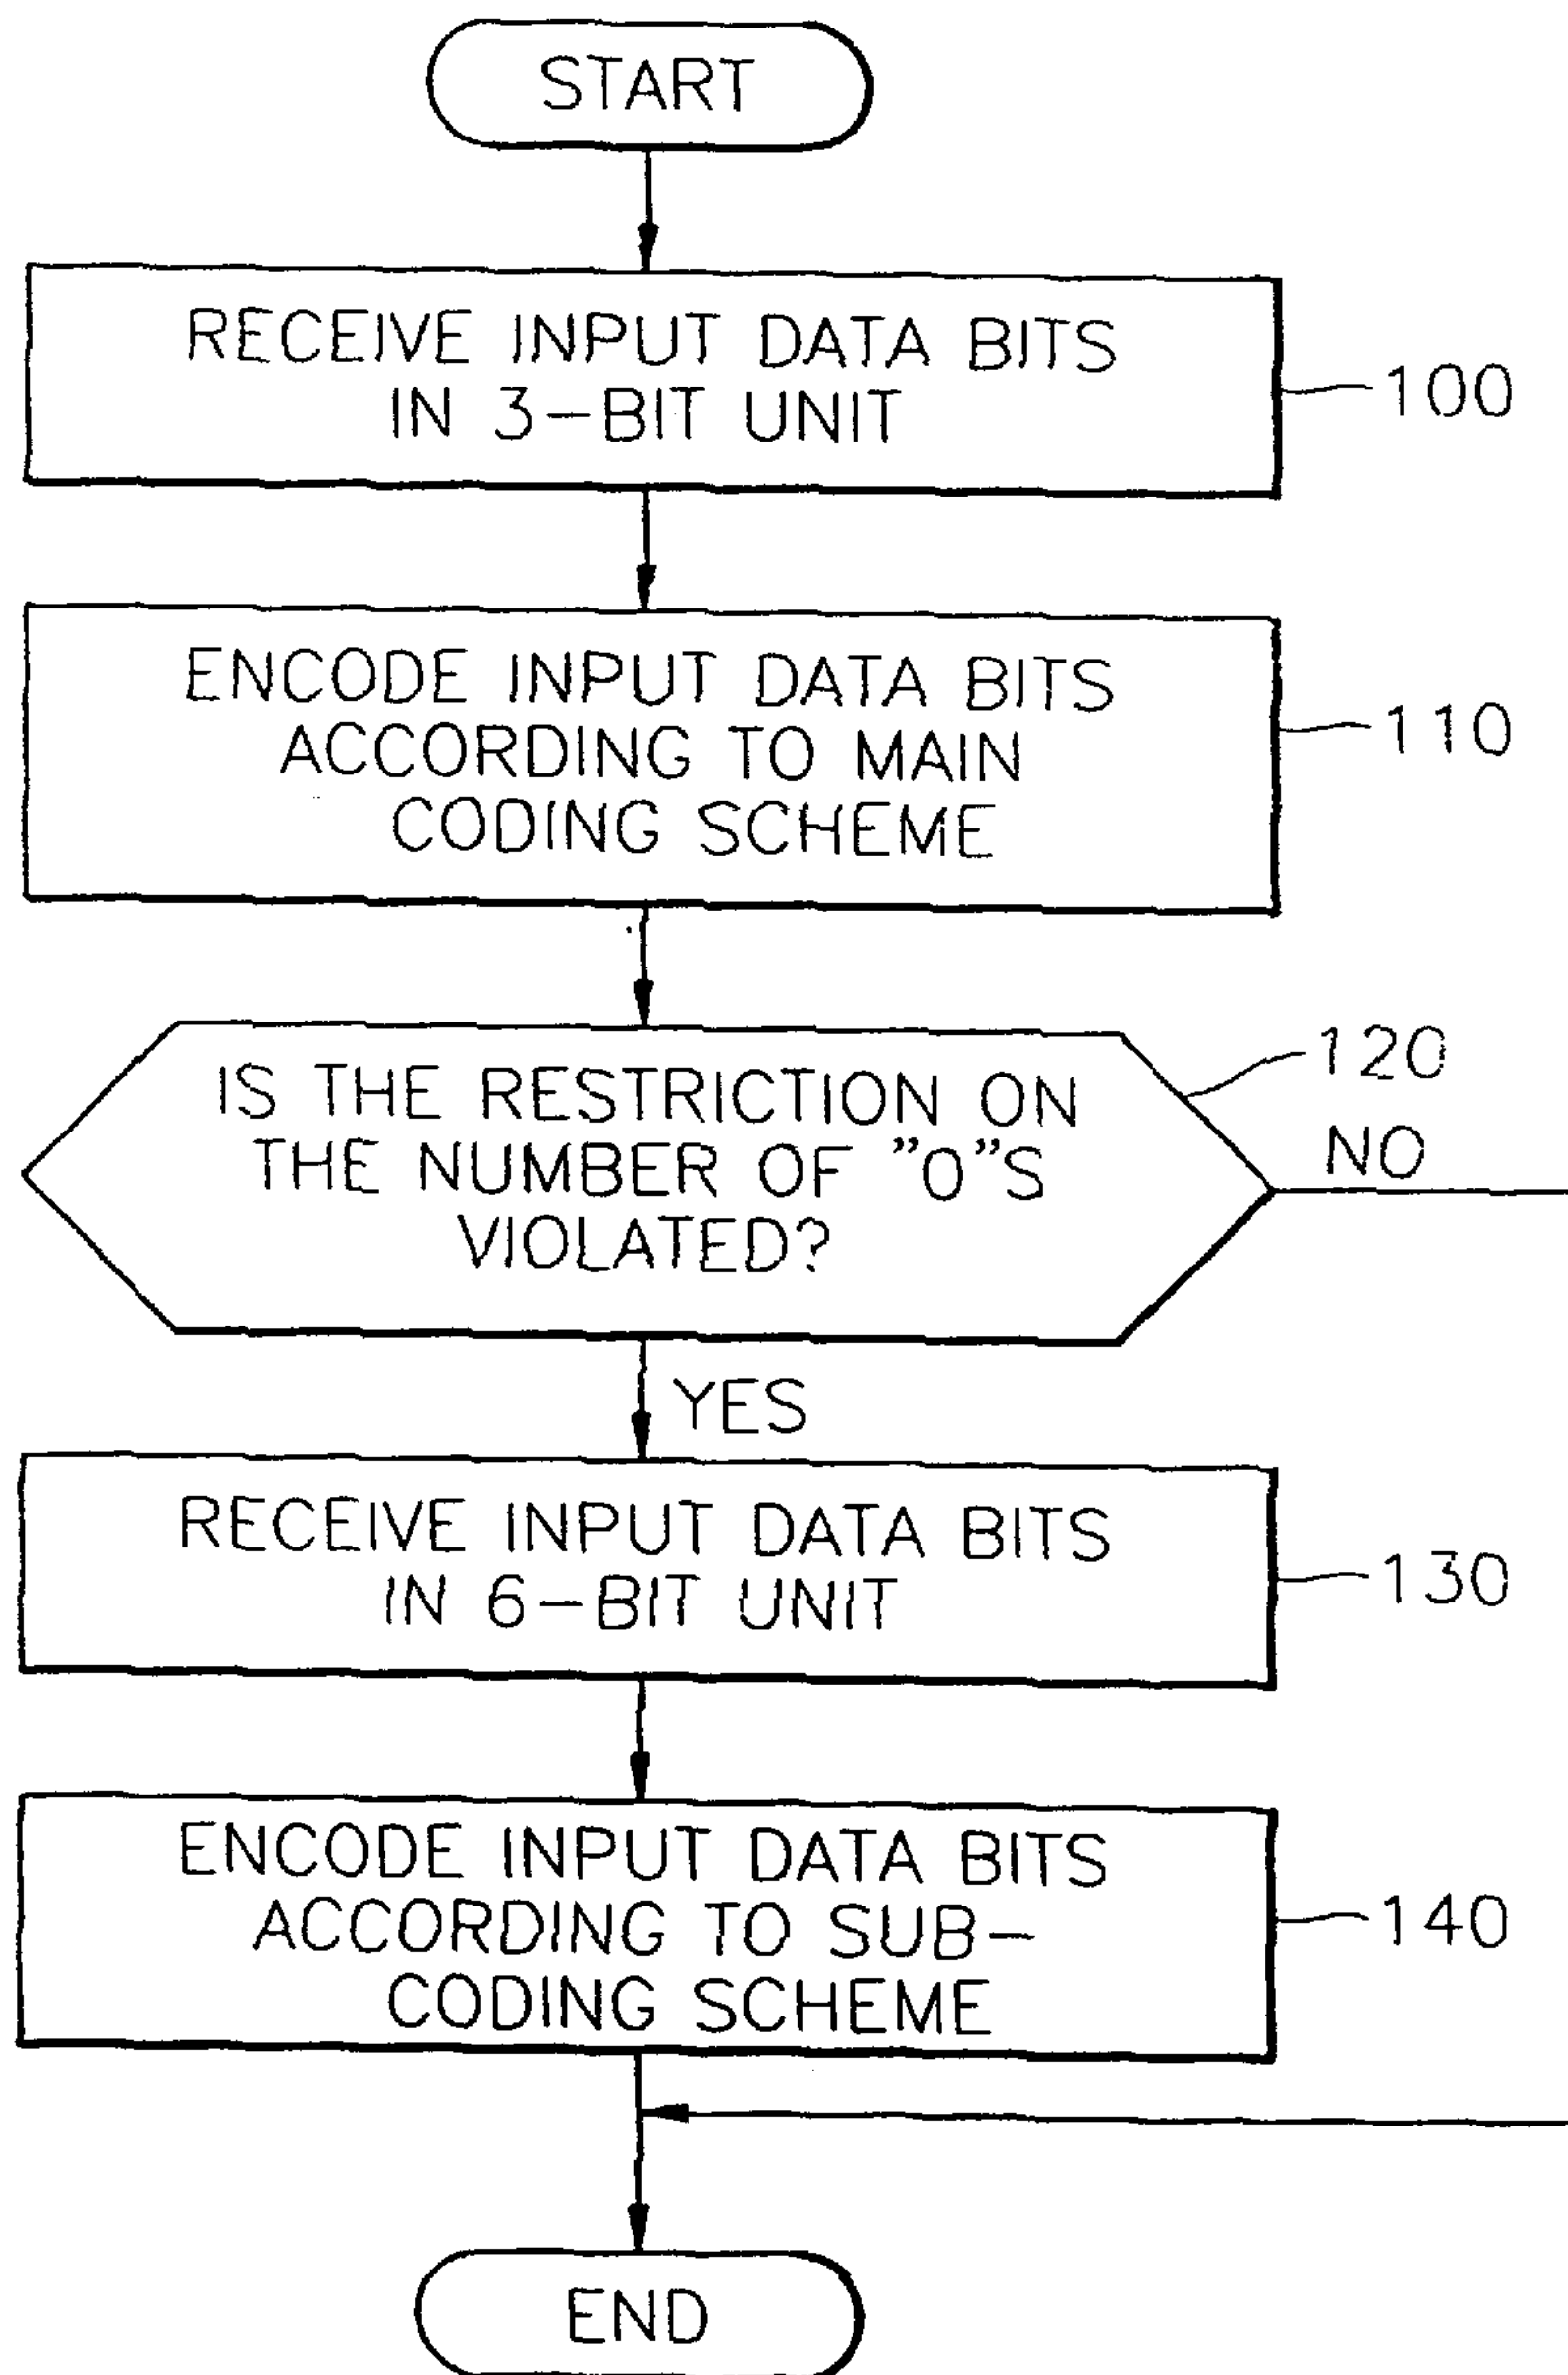 START
RECEIVE INPUT DATA BITS
IN 3-BIT UNIT
100
ENCODE INPUT DATA BITS
ACCORDING TO MAIN
CODING SCHEME
110
IS THE RESTRICTION ON
THE NUMBER OF ”0”S
VIOLATED?
120
NO
YES
RECEIVE INPUT DATA BITS
IN 6-BIT UNIT
130
ENCODE INPUT DATA BITS
ACCORDING TO SUB-
CODING SCHEME
140
END